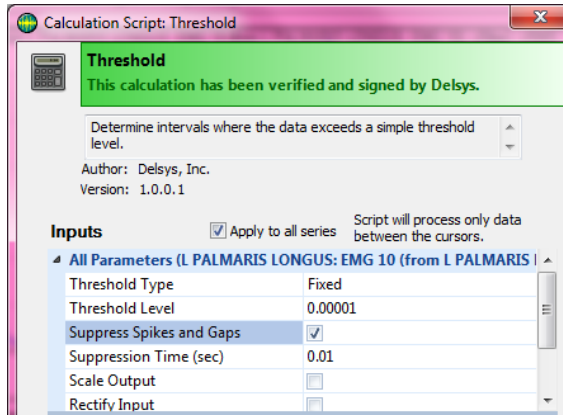 Calculation Script: Threshold
Threshold
This calculation has been verified and signed by Delsys.
Determine intervals where the data exceeds a simple threshold
level.
Author: Delsys, Inc.
Version: 1.0.0.1
Inputs
Apply to all series
Script will process only data
between the cursors.
All Parameters (L PALMARIS LONGUS: EMG 10 (from L PALMARIS
Threshold Type Fixed
Threshold Level 0.00001
Suppress Spikes and Gaps
Suppression Time (sec) 0.01
Scale Output
Rectify Input